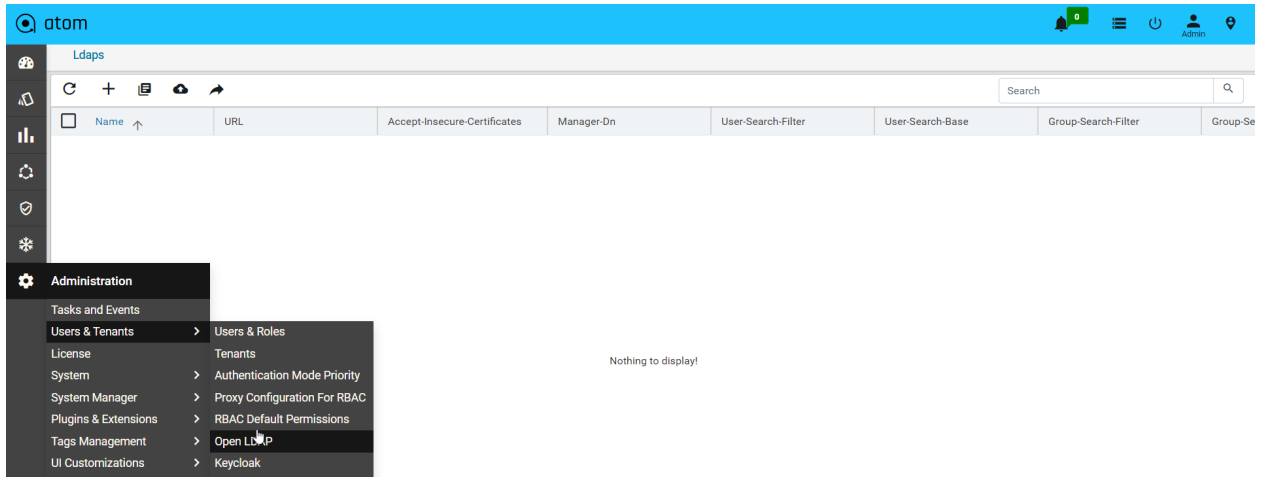 atom
0
Admin
Ldaps
Search
Name
URL
Accept-Insecure-Certificates
Manager-Dn
User-Search-Filter
User-Search-Base
Group-Search-Filter
Group-Se
Nothing to display!
Administration
Tasks and Events
Users & Tenants
License
System
System Manager
Plugins & Extensions
Tags Management
UI Customizations
Users & Roles
Tenants
Authentication Mode Priority
Proxy Configuration For RBAC
RBAC Default Permissions
Open LDAP
Keycloak